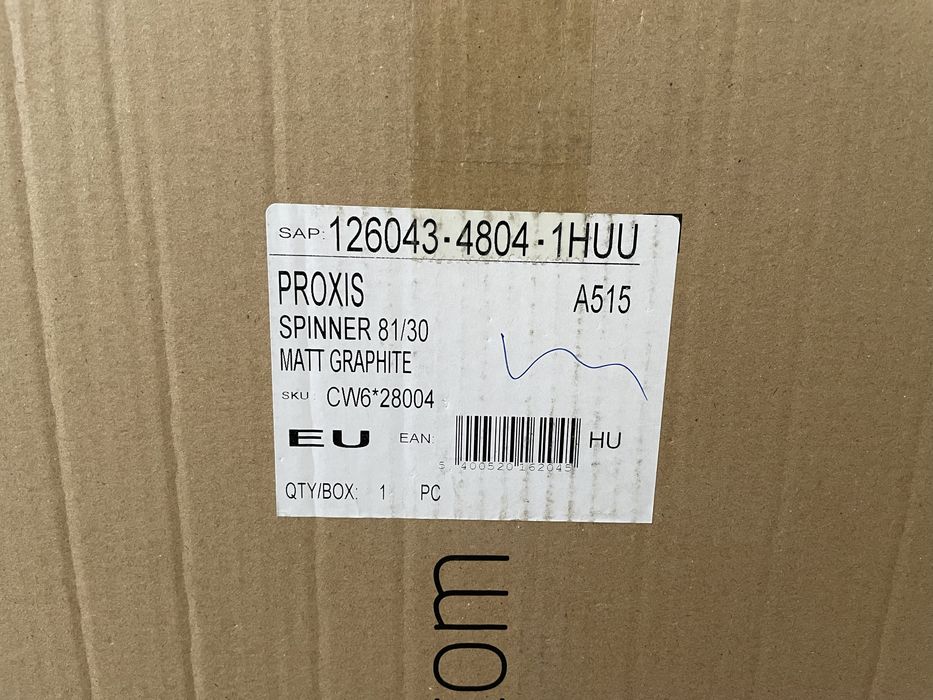 SAP: 126043-4804-1HUU
PROXIS A515
SPINNER 81/30
MATT GRAPHITE
SKU: CW6*28004
EU EAN: HU
5 400520 162045
QTY/BOX: 1 PC
om